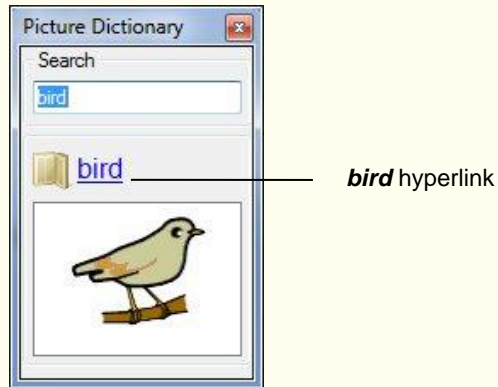 Picture Dictionary
Search
bird
bird
bird hyperlink